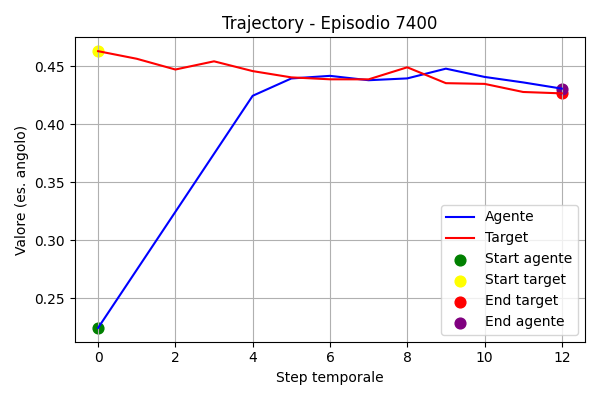 Trajectory - Episodio 7400
Valore (es. angolo)
0.45
0.40
0.35
0.30
0.25
Agente
Target
Start agente
Start target
End target
End agente
0 2 4 6 8 10 12
Step temporale